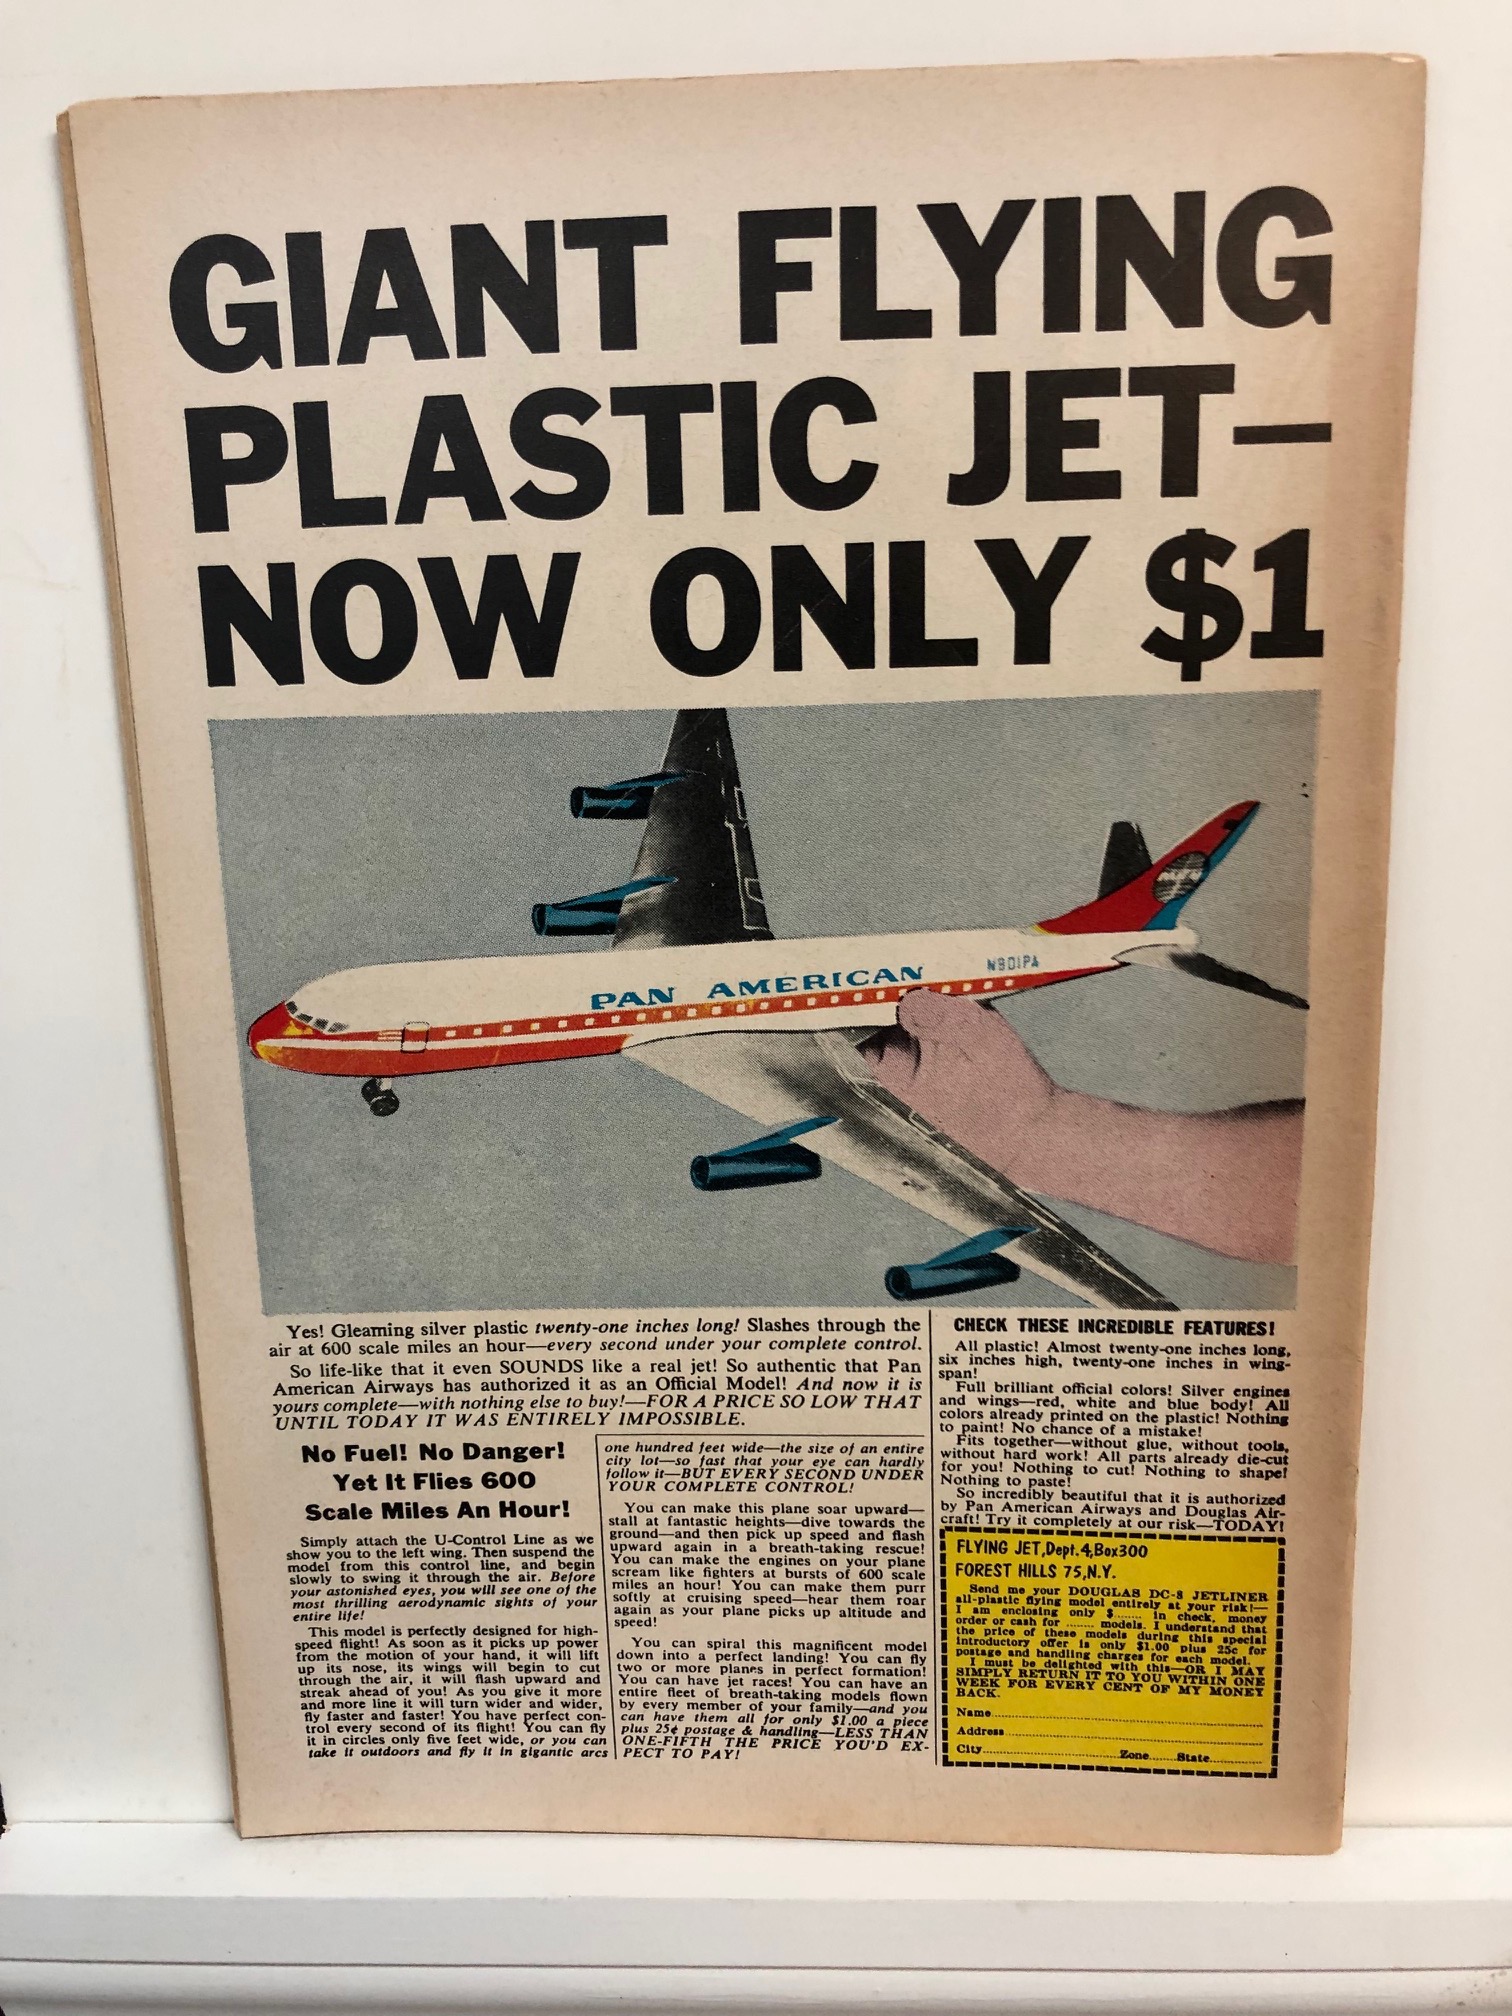 GIANT FLYING
PLASTIC JET—
NOW ONLY $1
PAN AMERICAN
N801PA
Yes! Gleaming silver plastic twenty-one inches long! Slashes through the
air at 600 scale miles an hour—every second under your complete control.
So life-like that it even SOUNDS like a real jet! So authentic that Pan
American Airways has authorized it as an Official Model! And now it is
yours complete—with nothing else to buy!—FOR A PRICE SO LOW THAT
UNTIL TODAY IT WAS ENTIRELY IMPOSSIBLE.
No Fuel! No Danger!
Yet It Flies 600
Scale Miles An Hour!
Simply attach the U-Control Line as we
show you to the left wing. Then suspend the
model from this control line, and begin
slowly to swing it through the air. Before
your astonished eyes, you will see one of the
most thrilling aerodynamic sights of your
entire life!
This model is perfectly designed for high-
speed flight! As soon as it picks up power
from the motion of your hand, it will lift
up its nose, its wings will begin to cut
through the air, it will flash upward and
streak ahead of you! As you give it more
and more line it will turn wider and wider,
fly faster and faster! You have perfect con-
trol every second of its flight! You can fly
it in circles only five feet wide, or you can
take it outdoors and fly it in gigantic arcs
one hundred feet wide—the size of an entire
city lot—so fast that your eye can hardly
follow it—BUT EVERY SECOND UNDER
YOUR COMPLETE CONTROL!
You can make this plane soar upward—
stall at fantastic heights—dive towards the
ground—and then pick up speed and flash
upward again in a breath-taking rescue!
You can make the engines on your plane
scream like fighters at bursts of 600 scale
miles an hour! You can make them purr
softly at cruising speed—hear them roar
again as your plane picks up altitude and
speed!
You can spiral this magnificent model
down into a perfect landing! You can fly
two or more planes in perfect formation!
You can have jet races! You can have an
entire fleet of breath-taking models flown
by every member of your family—and you
can have them all for only $1.00 a piece
plus 25¢ postage & handling—LESS THAN
ONE-FIFTH THE PRICE YOU'D EX-
PECT TO PAY!
CHECK THESE INCREDIBLE FEATURES!
All plastic! Almost twenty-one inches long,
six inches high, twenty-one inches in wing-
span!
Full brilliant official colors! Silver engines
and wings—red, white and blue body! All
colors already printed on the plastic! Nothing
to paint! No chance of a mistake!
Fits together—without glue, without tools,
without hard work! All parts already die-cut
for you! Nothing to cut! Nothing to shape!
Nothing to paste!
So incredibly beautiful that it is authorized
by Pan American Airways and Douglas Air-
craft! Try it completely at our risk—TODAY!
FLYING JET, Dept. 4, Box 300
FOREST HILLS 75, N.Y.
Send me your DOUGLAS DC-8 JETLINER
all-plastic flying model entirely at your risk!—
I am enclosing only $........ in check, money
order or cash for ........ models. I understand that
the price of these models during this special
introductory offer is only $1.00 plus 25c for
postage and handling charges for each model.
I must be delighted with this—OR I MAY
SIMPLY RETURN IT TO YOU WITHIN ONE
WEEK FOR EVERY CENT OF MY MONEY
BACK.
Name........................
Address........................
City........................Zone........State........